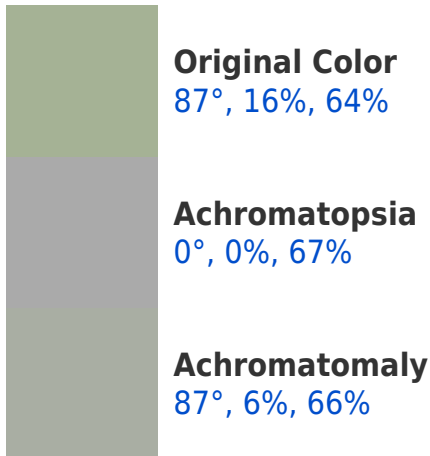 Original Color
87°, 16%, 64%
Achromatopsia
0°, 0%, 67%
Achromatomaly
87°, 6%, 66%